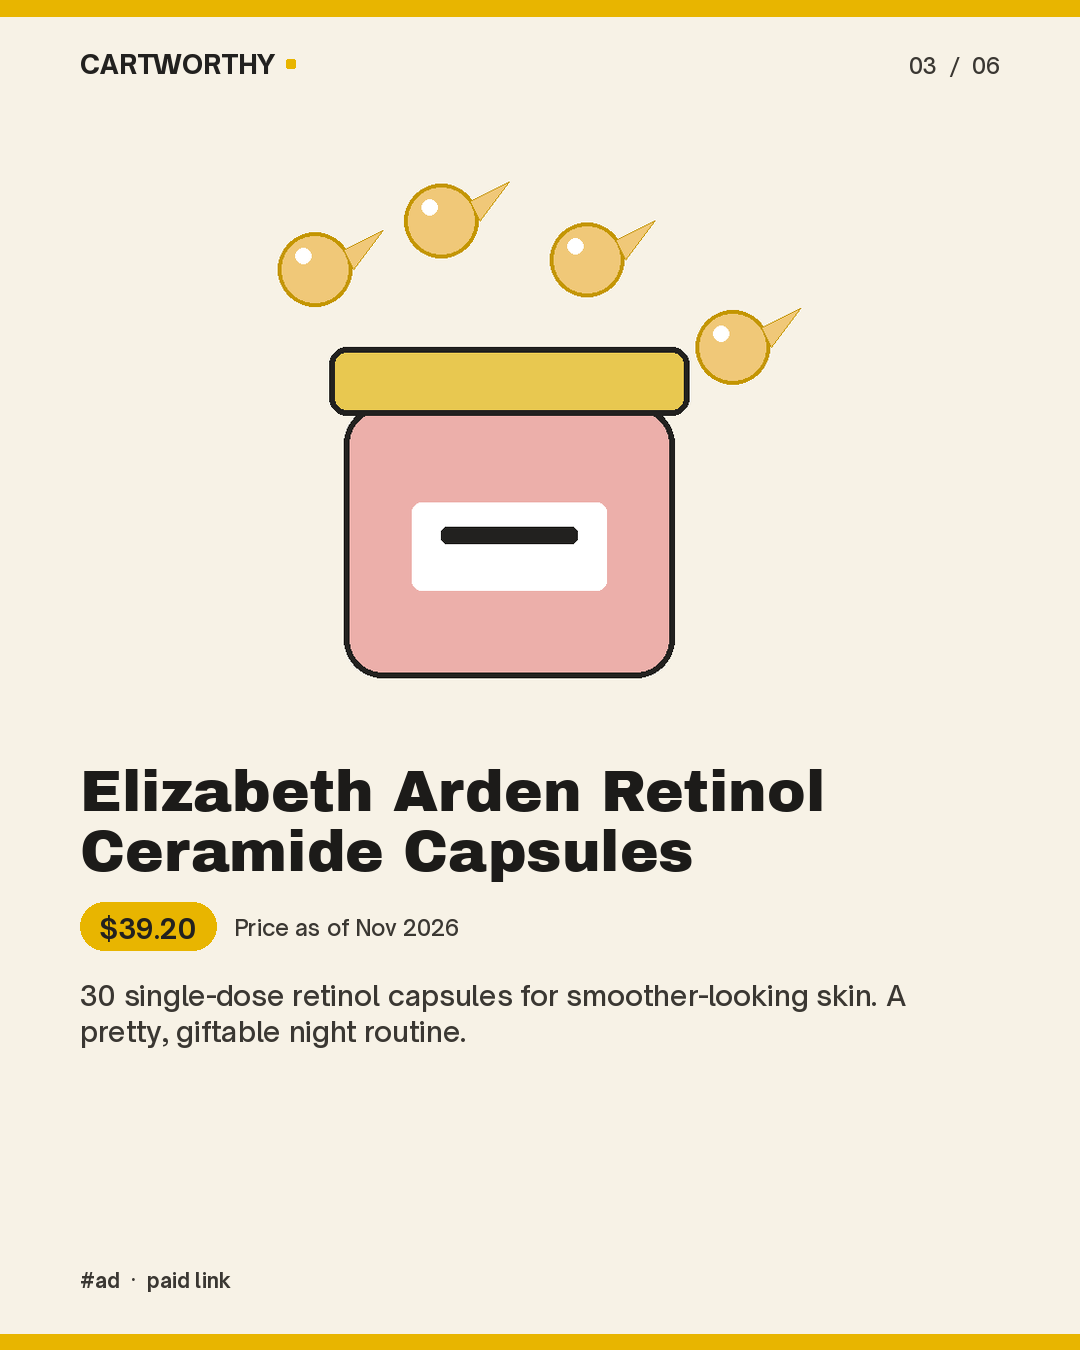 CARTWORTHY
03 / 06
Elizabeth Arden Retinol
Ceramide Capsules
$39.20 Price as of Nov 2026
30 single-dose retinol capsules for smoother-looking skin. A
pretty, giftable night routine.
#ad · paid link